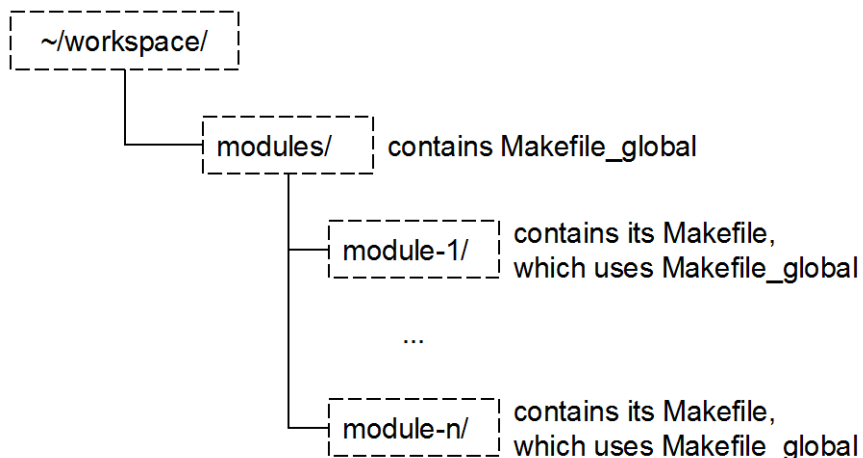 ~/workspace/
modules/ contains Makefile_global
module-1/ contains its Makefile,
which uses Makefile_global
...
module-n/ contains its Makefile,
which uses Makefile_global